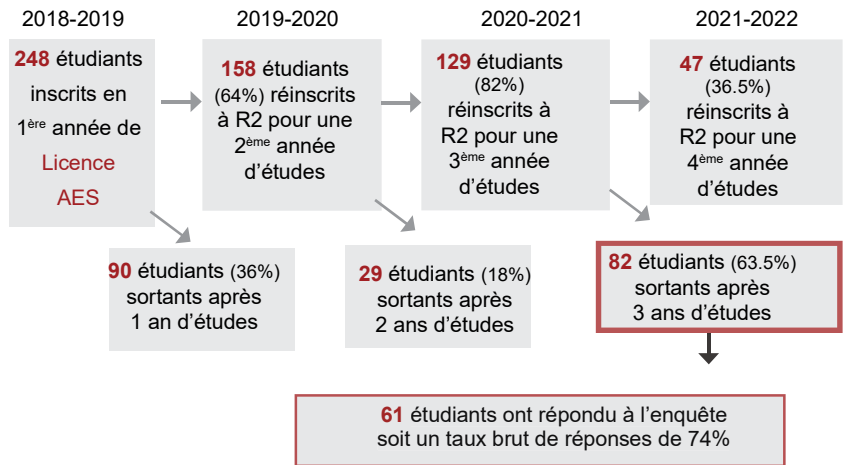 2018-2019
2019-2020
2020-2021
2021-2022
248 étudiants
inscrits en
1ère année de
Licence
AES
158 étudiants
(64%) réinscrits
à R2 pour une
2ème année
d'études
129 étudiants
(82%)
réinscrits à
R2 pour une
3ème année
d'études
47 étudiants
(36.5%)
réinscrits à
R2 pour une
4ème année
d'études
90 étudiants (36%)
sortants après
1 an d'études
29 étudiants (18%)
sortants après
2 ans d'études
82 étudiants (63.5%)
sortants après
3 ans d'études
61 étudiants ont répondu à l'enquête
soit un taux brut de réponses de 74%